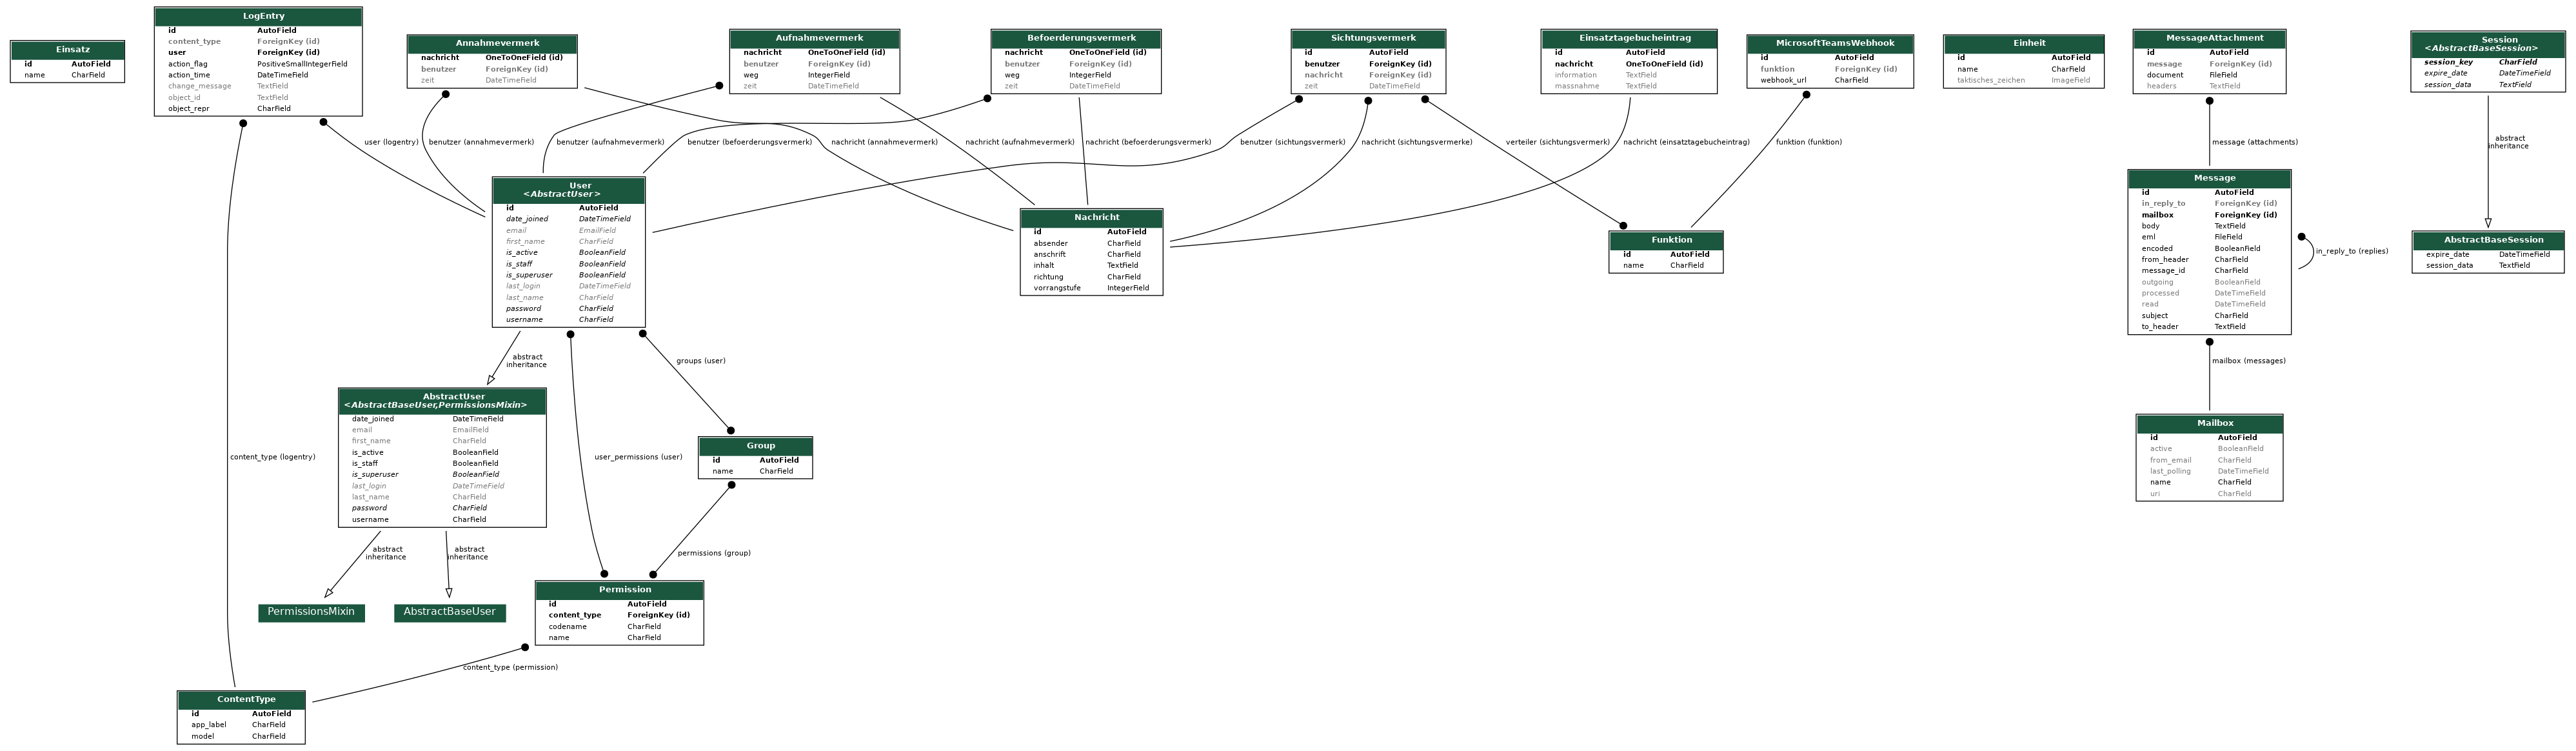 Einsatz
id AutoField
name CharField
LogEntry
id AutoField
content_type ForeignKey (id)
user ForeignKey (id)
action_flag PositiveSmallIntegerField
action_time DateTimeField
change_message TextField
object_id TextField
object_repr CharField
Annahmevermerk
nachricht OneToOneField (id)
benutzer ForeignKey (id)
zeit DateTimeField
Aufnahmevermerk
nachricht OneToOneField (id)
benutzer ForeignKey (id)
weg IntegerField
zeit DateTimeField
Befoerderungsvermerk
nachricht OneToOneField (id)
benutzer ForeignKey (id)
weg IntegerField
zeit DateTimeField
Sichtungsvermerk
id AutoField
benutzer ForeignKey (id)
nachricht ForeignKey (id)
zeit DateTimeField
Einsatztagebucheintrag
id AutoField
nachricht OneToOneField (id)
information TextField
massnahme TextField
MicrosoftTeamsWebhook
id AutoField
funktion ForeignKey (id)
webhook_url CharField
Einheit
id AutoField
name CharField
taktisches_zeichen ImageField
MessageAttachment
id AutoField
message ForeignKey (id)
document FileField
headers TextField
Session
<AbstractBaseSession>
session_key CharField
expire_date DateTimeField
session_data TextField
user (logentry)
benutzer (annahmevermerk)
benutzer (aufnahmevermerk)
benutzer (befoerderungsvermerk)
nachricht (annahmevermerk)
nachricht (aufnahmevermerk)
nachricht (befoerderungsvermerk)
benutzer (sichtungsvermerk)
nachricht (sichtungsvermerke)
verteiler (sichtungsvermerk)
nachricht (einsatztagebucheintrag)
funktion (funktion)
message (attachments)
abstract
inheritance
User
<AbstractUser>
id AutoField
date_joined DateTimeField
email EmailField
first_name CharField
is_active BooleanField
is_staff BooleanField
is_superuser BooleanField
last_login DateTimeField
last_name CharField
password CharField
username CharField
Nachricht
id AutoField
absender CharField
anschrift CharField
inhalt TextField
richtung CharField
vorrangstufe IntegerField
Funktion
id AutoField
name CharField
Message
id AutoField
in_reply_to ForeignKey (id)
mailbox ForeignKey (id)
body TextField
eml FileField
encoded BooleanField
from_header CharField
message_id CharField
outgoing BooleanField
processed DateTimeField
read DateTimeField
subject CharField
to_header TextField
in_reply_to (replies)
AbstractBaseSession
expire_date DateTimeField
session_data TextField
abstract
inheritance
groups (user)
mailbox (messages)
AbstractUser
<AbstractBaseUser,PermissionsMixin>
date_joined DateTimeField
email EmailField
first_name CharField
is_active BooleanField
is_staff BooleanField
is_superuser BooleanField
last_login DateTimeField
last_name CharField
password CharField
username CharField
content_type (logentry)
user_permissions (user)
Group
id AutoField
name CharField
Mailbox
id AutoField
active BooleanField
from_email CharField
last_polling DateTimeField
name CharField
uri CharField
abstract
inheritance
abstract
inheritance
permissions (group)
PermissionsMixin
AbstractBaseUser
Permission
id AutoField
content_type ForeignKey (id)
codename CharField
name CharField
content_type (permission)
ContentType
id AutoField
app_label CharField
model CharField